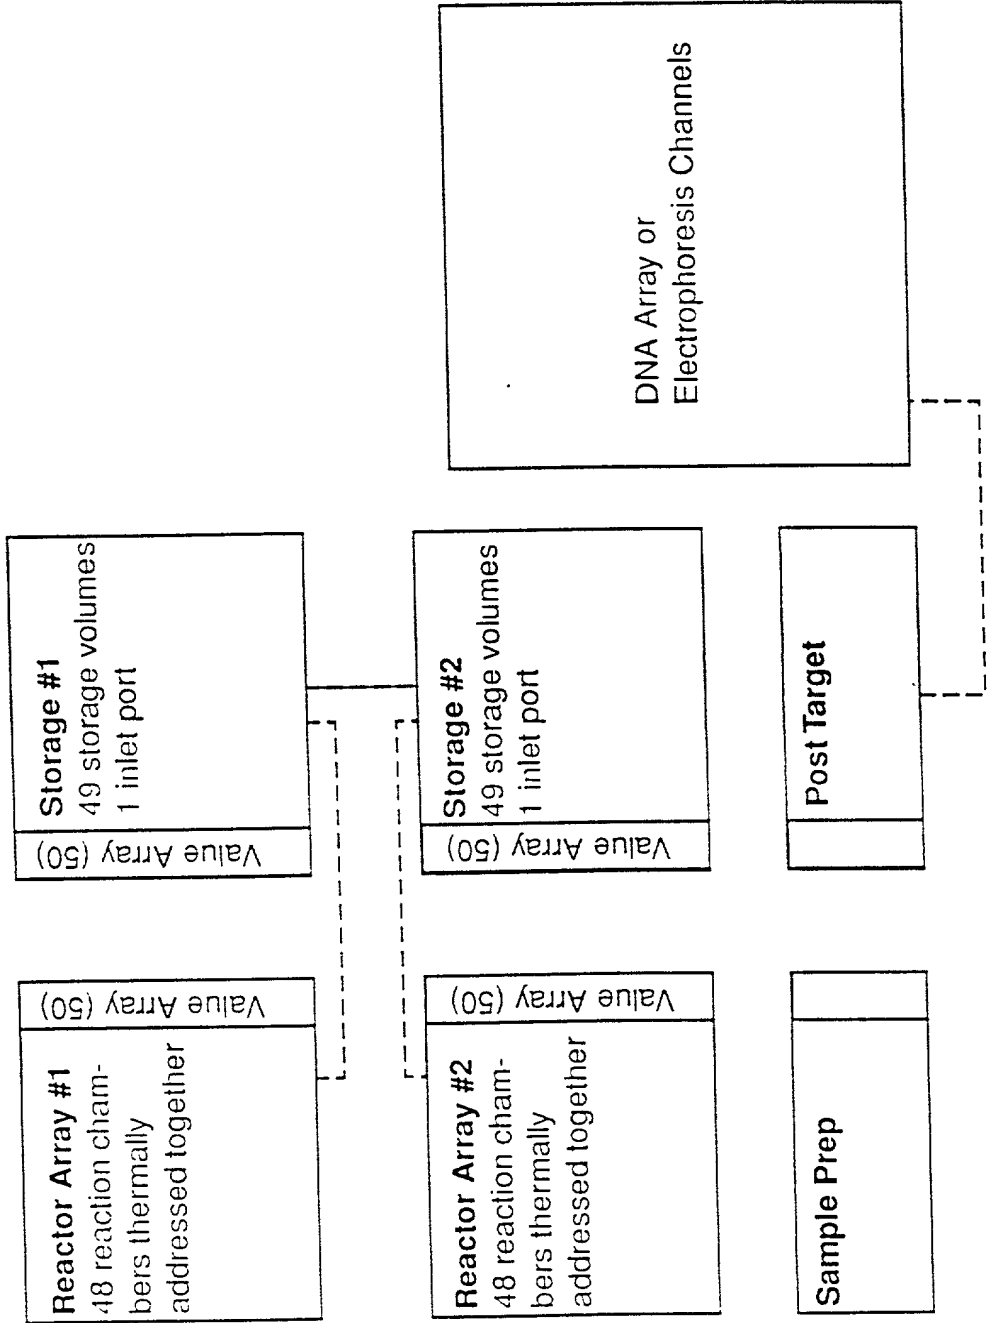 Reactor Array #1
48 reaction cham-
bers thermally
addressed together
Value Array (50)
Value Array (50)
Storage #1
49 storage volumes
1 inlet port
Reactor Array #2
48 reaction cham-
bers thermally
addressed together
Value Array (50)
Value Array (50)
Storage #2
49 storage volumes
1 inlet port
Sample Prep
Post Target
DNA Array or
Electrophoresis Channels